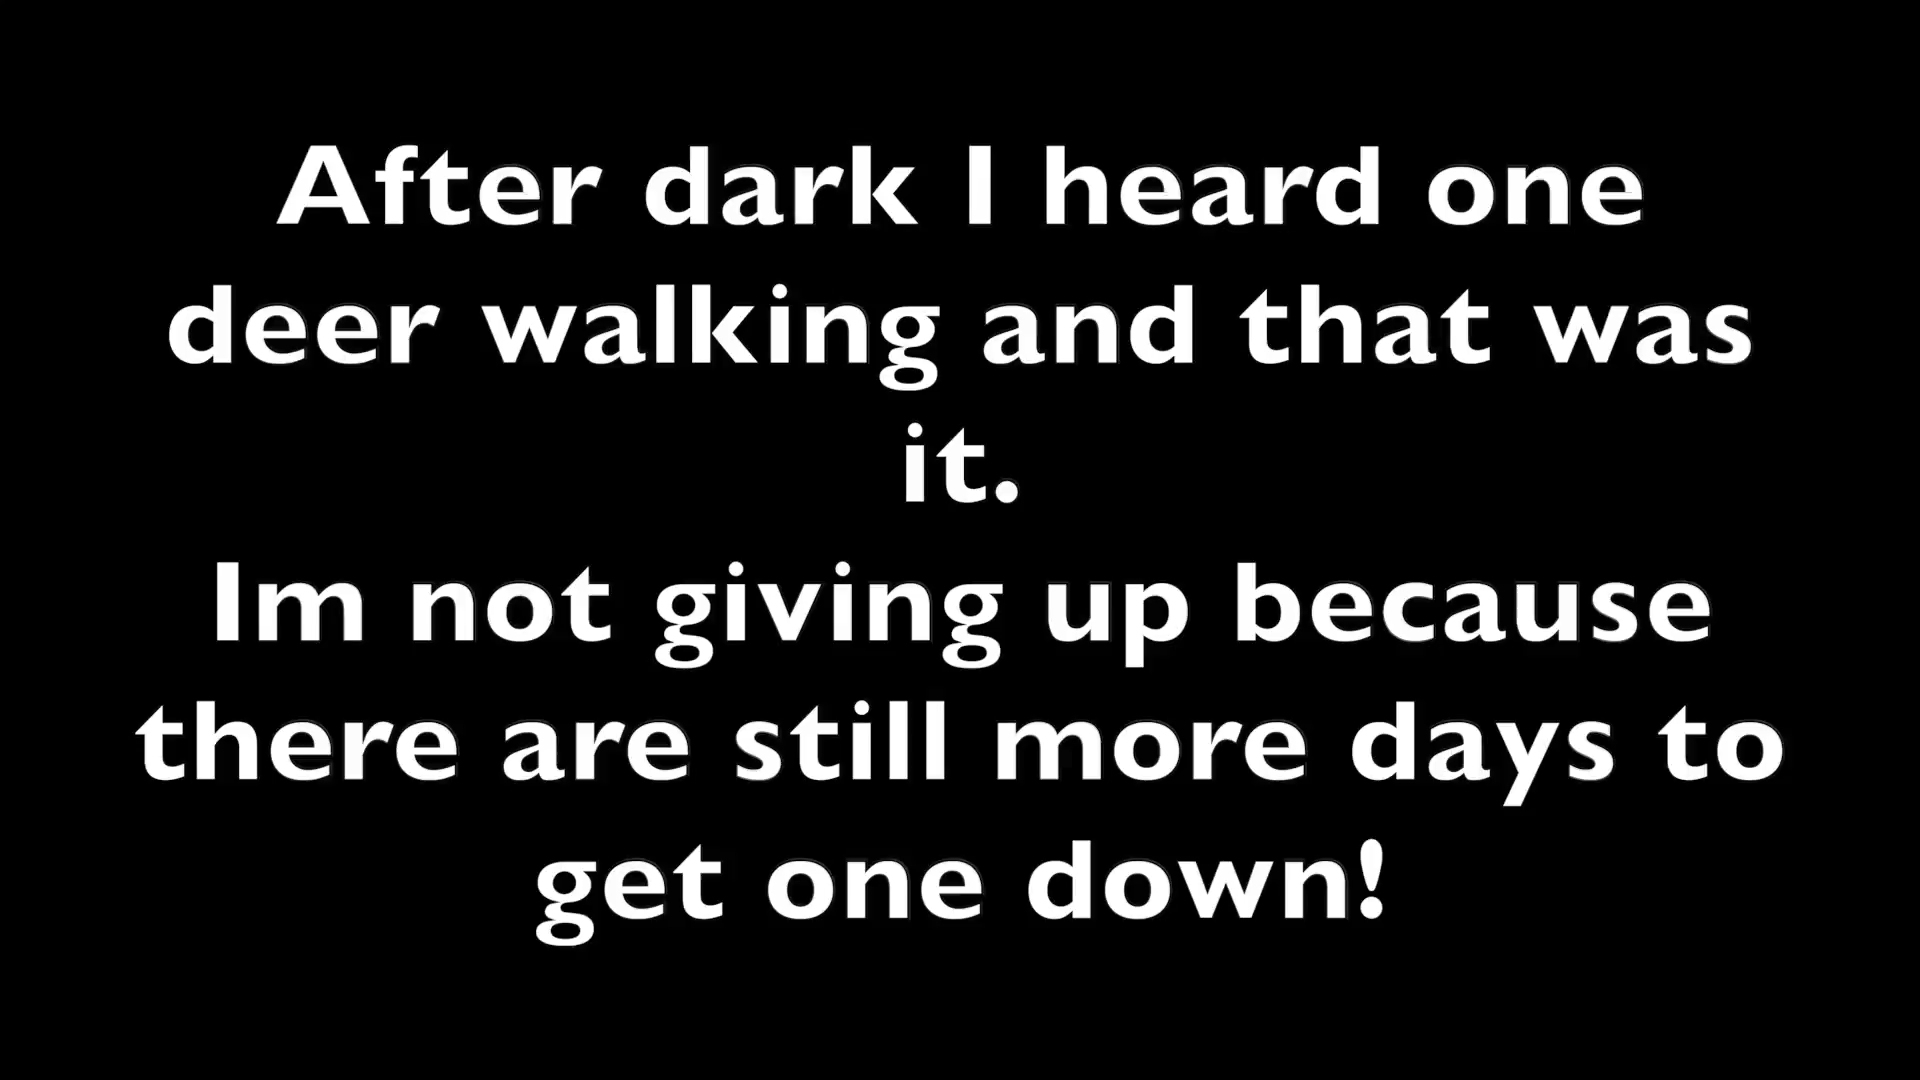 After dark I heard one
deer walking and that was
it.
Im not giving up because
there are still more days to
get one down!